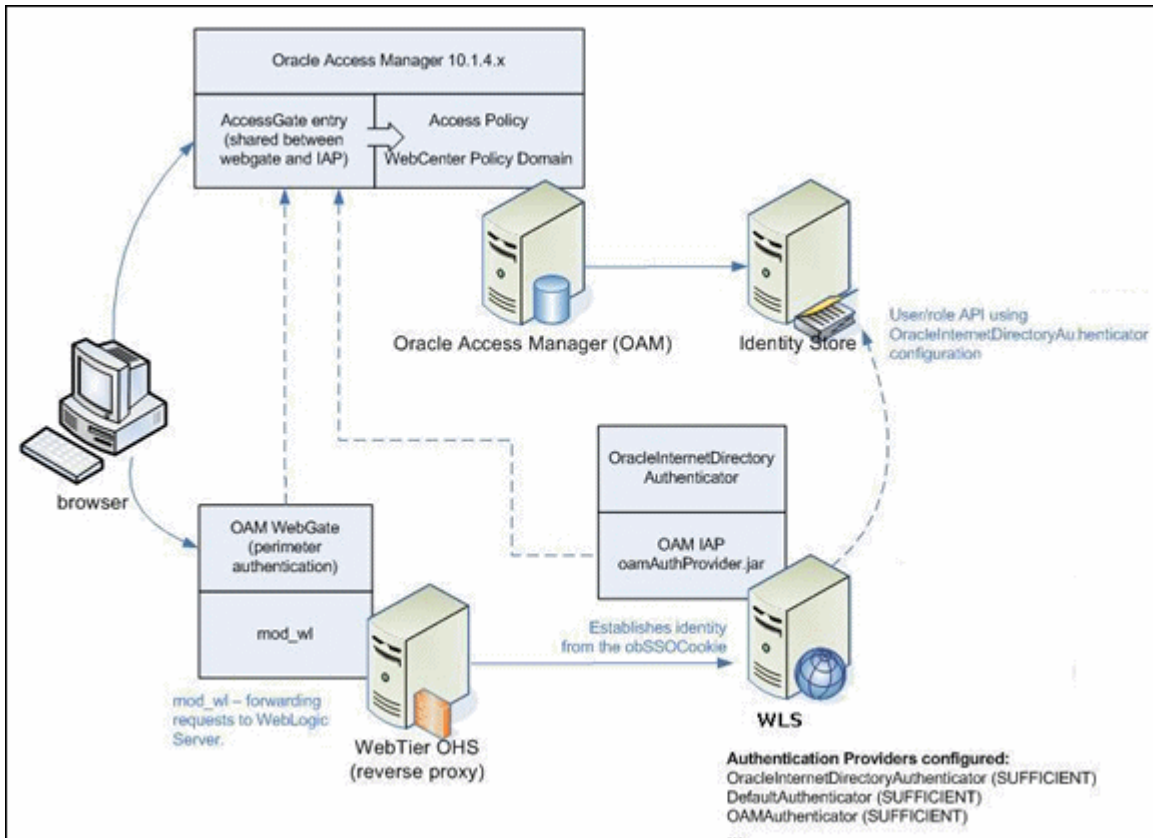 Oracle Access Manager 10.1.4.x
AccessGate entry
(shared between
webgate and IAP)
Access Policy
WebCenter Policy Domain
Oracle Access Manager (OAM)
Identity Store
User/role API using
OracleInternetDirectoryAuthenticator
configuration
browser
OracleInternetDirectory
Authenticator
OAM IAP
oamAuthProvider.jar
OAM WebGate
(perimeter
authentication)
mod_wl
Establishes identity
from the obSSOCookie
mod_wl – forwarding
requests to WebLogic
Server.
WebTier OHS
(reverse proxy)
WLS
Authentication Providers configured:
OracleInternetDirectoryAuthenticator (SUFFICIENT)
DefaultAuthenticator (SUFFICIENT)
OAMAuthenticator (SUFFICIENT)